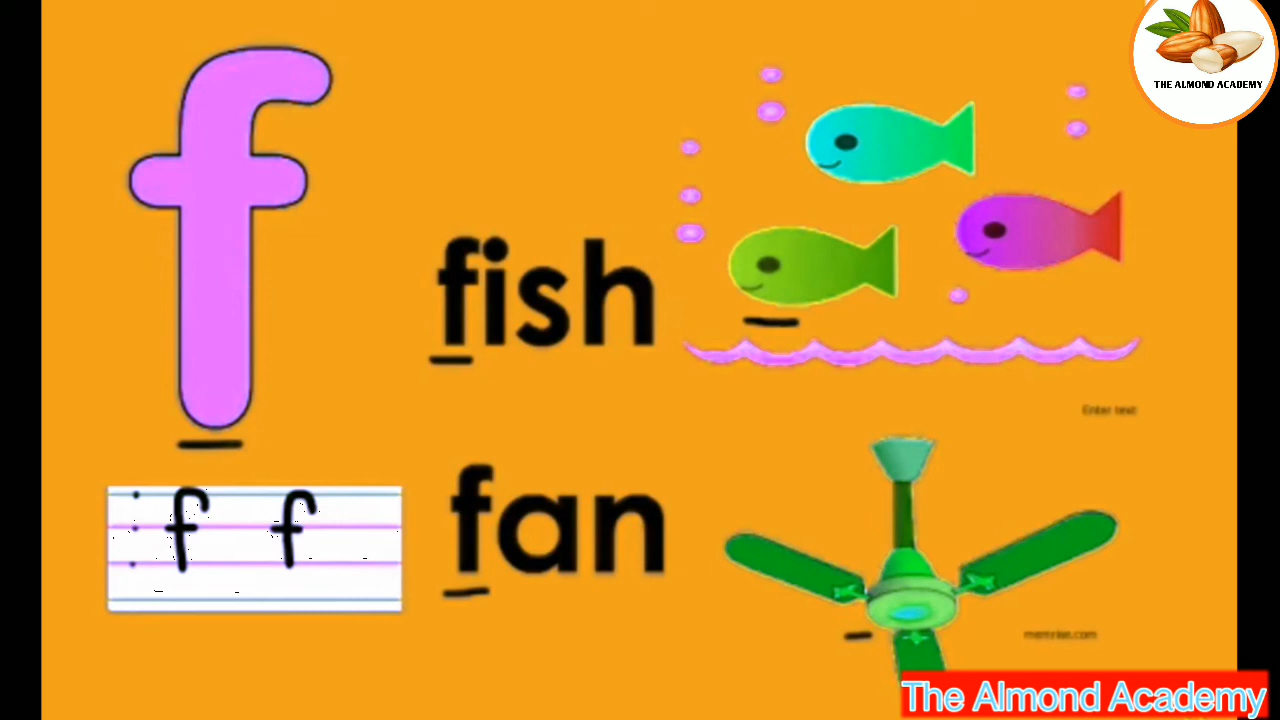 f
fish
Enter text
f f
fan
memrise.com
THE ALMOND ACADEMY
The Almond Academy